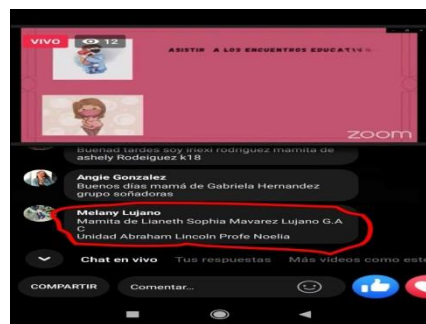 VIVO 12
ASISTIR A LOS ENCUENTROS EDUCATIVOS
zoom
Buenad tardes soy iriexi rodriguez mamita de
ashely Rodeiguez k18
Angie Gonzalez
Buenos días mamá de Gabriela Hernandez
grupo soñadoras
Melany Lujano
Mamita de Lianeth Sophia Mavarez Lujano G.A
C
Unidad Abraham Lincoln Profe Noelia
Chat en vivo Tus respuestas Más videos como este
COMPARTIR Comentar...